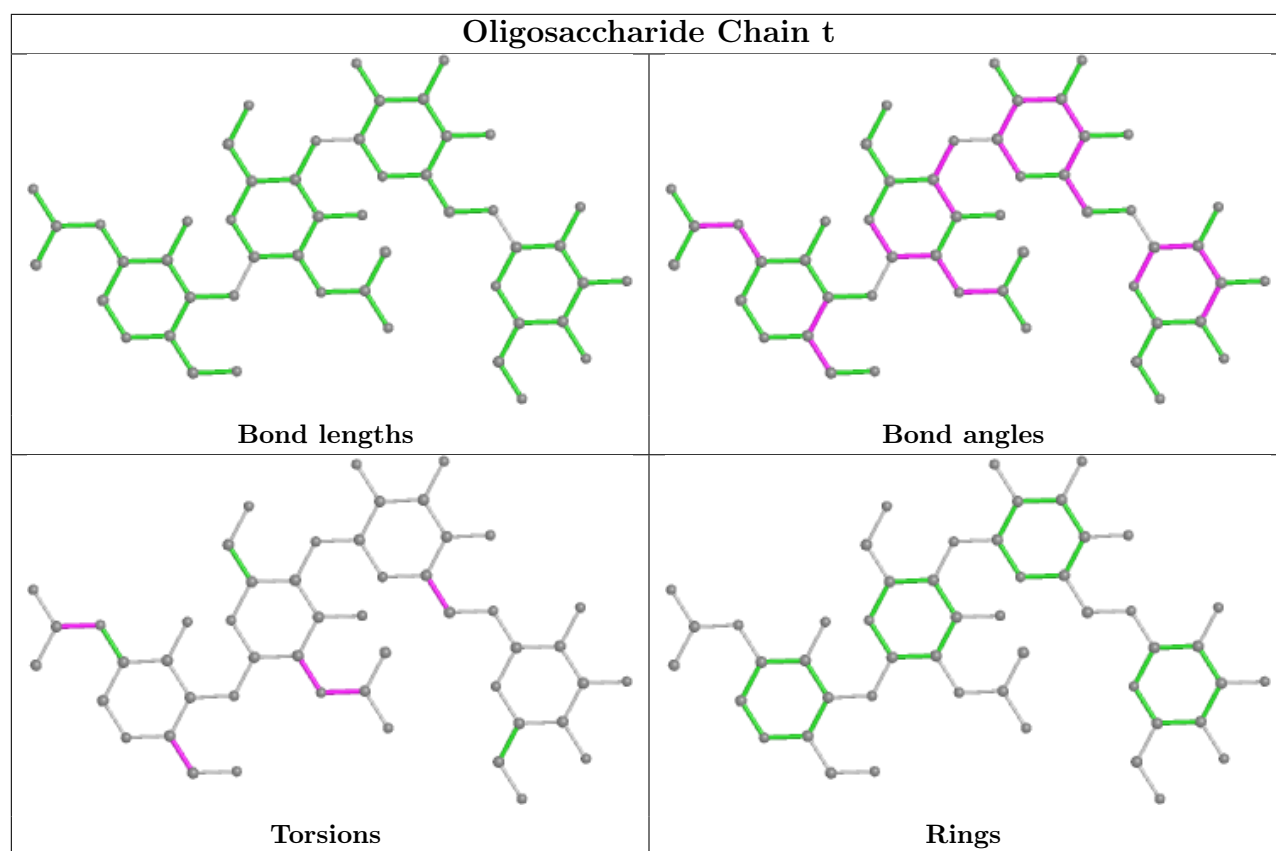 Oligosaccharide Chain t
Bond lengths
Bond angles
Torsions
Rings